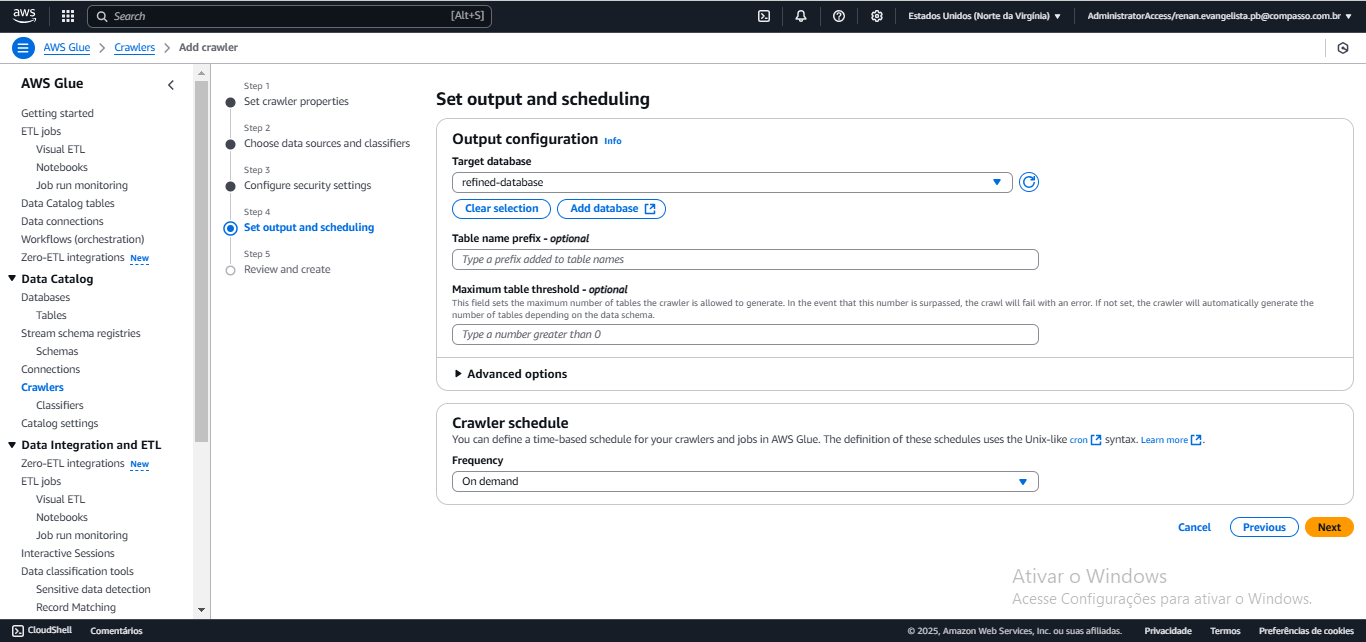 aws
Search
[Alt+S]
Estados Unidos (Norte da Virgínia)
AdministratorAccess/renan.evangelista.pb@compasso.com.br
AWS Glue
Crawlers
Add crawler
AWS Glue
Getting started
ETL jobs
Visual ETL
Notebooks
Job run monitoring
Data Catalog tables
Data connections
Workflows (orchestration)
Zero-ETL integrations New
Data Catalog
Databases
Tables
Stream schema registries
Schemas
Connections
Crawlers
Classifiers
Catalog settings
Data Integration and ETL
Zero-ETL integrations New
ETL jobs
Visual ETL
Notebooks
Job run monitoring
Interactive Sessions
Data classification tools
Sensitive data detection
Record Matching
Step 1
Set crawler properties
Step 2
Choose data sources and classifiers
Step 3
Configure security settings
Step 4
Set output and scheduling
Step 5
Review and create
Set output and scheduling
Output configuration Info
Target database
refined-database
Clear selection
Add database
Table name prefix - optional
Type a prefix added to table names
Maximum table threshold - optional
This field sets the maximum number of tables the crawler is allowed to generate. In the event that this number is surpassed, the crawl will fail with an error. If not set, the crawler will automatically generate the
number of tables depending on the data schema.
Type a number greater than 0
Advanced options
Crawler schedule
You can define a time-based schedule for your crawlers and jobs in AWS Glue. The definition of these schedules uses the Unix-like cron syntax. Learn more.
Frequency
On demand
Cancel
Previous
Next
Ativar o Windows
Acesse Configurações para ativar o Windows.
CloudShell
Comentários
© 2025, Amazon Web Services, Inc. ou suas afiliadas.
Privacidade
Termos
Preferências de cookies